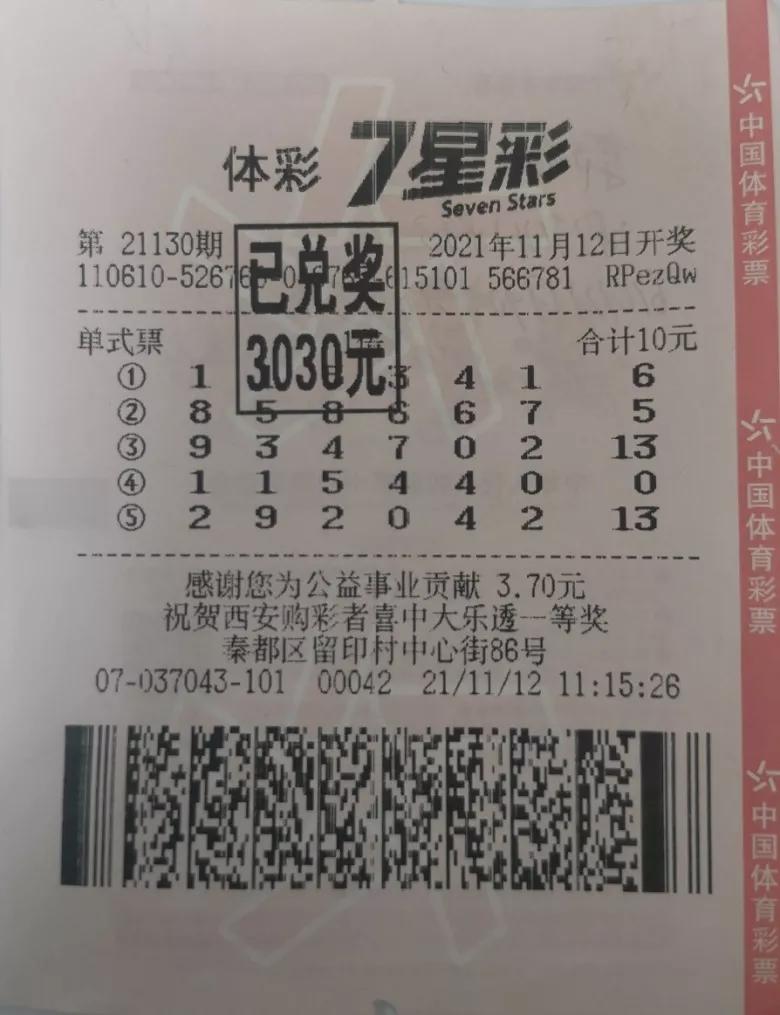 体彩 7星彩
Seven Stars
第 21130期 2021年11月12日开奖
已兑奖
3030元
110610-52676 615101 566781 RPezQw
单式票 合计10元
① 1 3 4 1 6
② 8 5 8 6 6 7 5
③ 9 3 4 7 0 2 13
④ 1 1 5 4 4 0 0
⑤ 2 9 2 0 4 2 13
感谢您为公益事业贡献 3.70元
祝贺西安购彩者喜中大乐透一等奖
秦都区留印村中心街86号
07-037043-101 00042 21/11/12 11:15:26
中国体育彩票
中国体育彩票
中国体育彩票